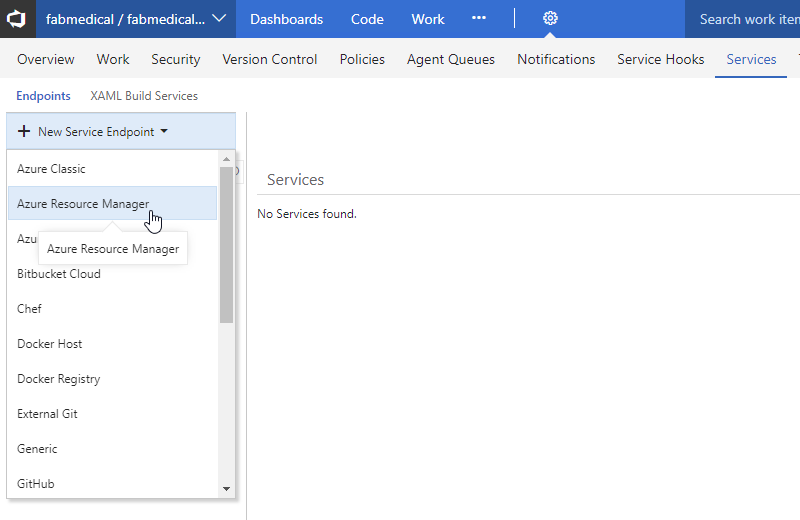 fabmedical / fabmedical... Dashboards Code Work ••• Search work item
Overview Work Security Version Control Policies Agent Queues Notifications Service Hooks Services
Endpoints XAML Build Services
+ New Service Endpoint
Azure Classic
Services
Azure Resource Manager
No Services found.
Azu
Azure Resource Manager
Bitbucket Cloud
Chef
Docker Host
Docker Registry
External Git
Generic
GitHub